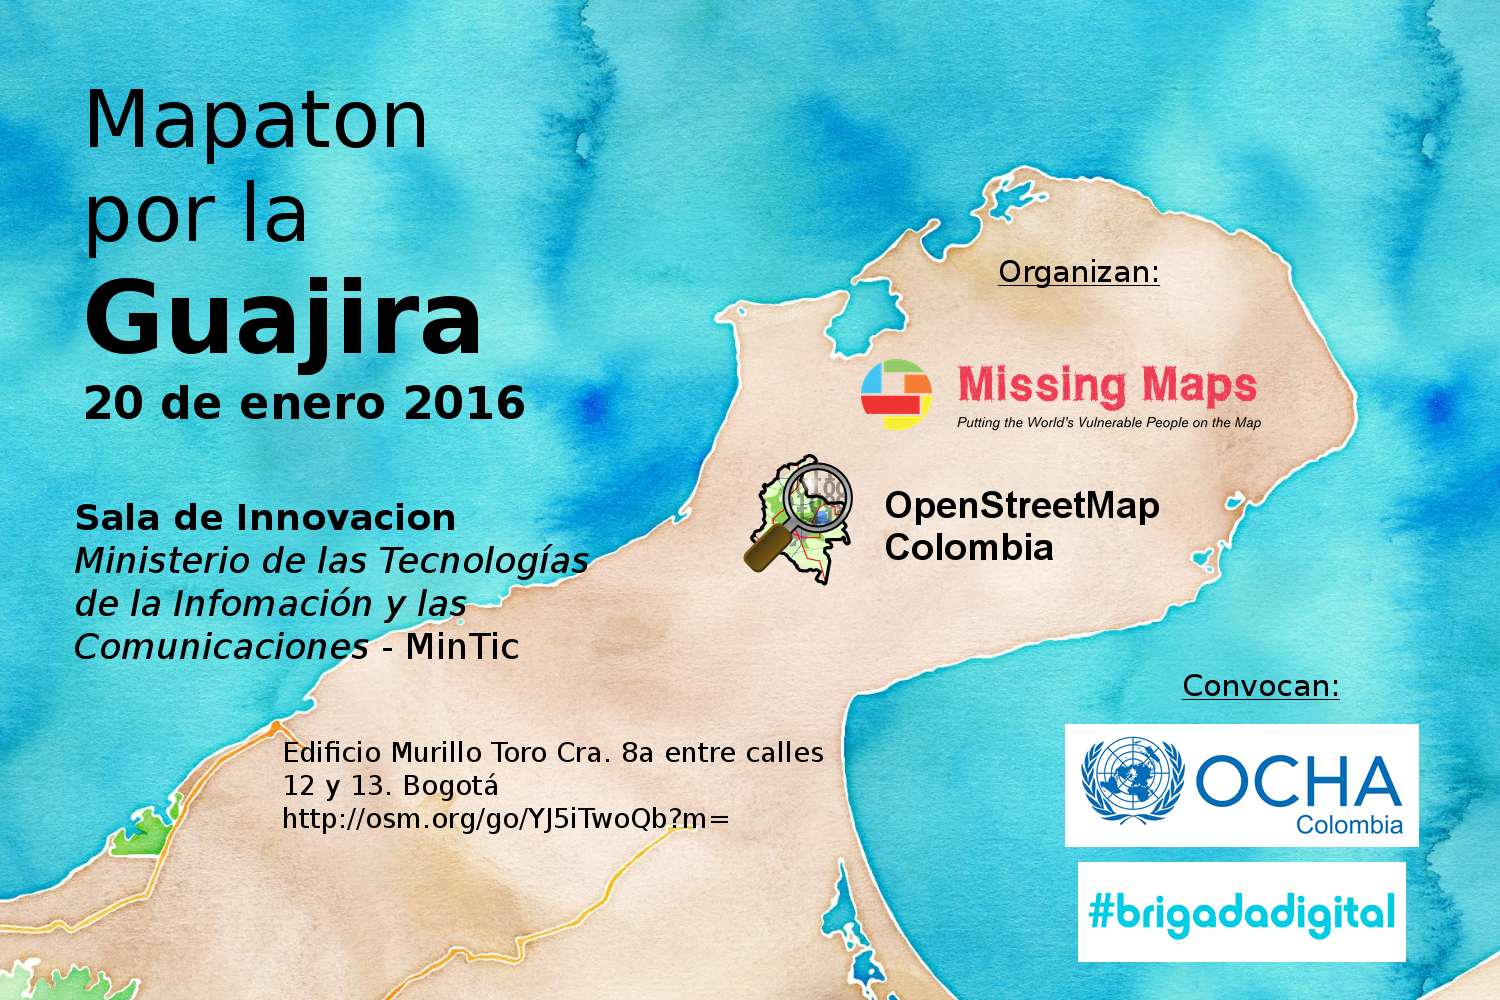 Mapaton
por la
Guajira
20 de enero 2016
Sala de Innovacion
Ministerio de las Tecnologías
de la Infomación y las
Comunicaciones - MinTic
Edificio Murillo Toro Cra. 8a entre calles
12 y 13. Bogotá
http://osm.org/go/YJ5iTwoQb?m=
Organizan:
Missing Maps
Putting the World's Vulnerable People on the Map
OpenStreetMap
Colombia
Convocan:
OCHA
Colombia
#brigadadigital